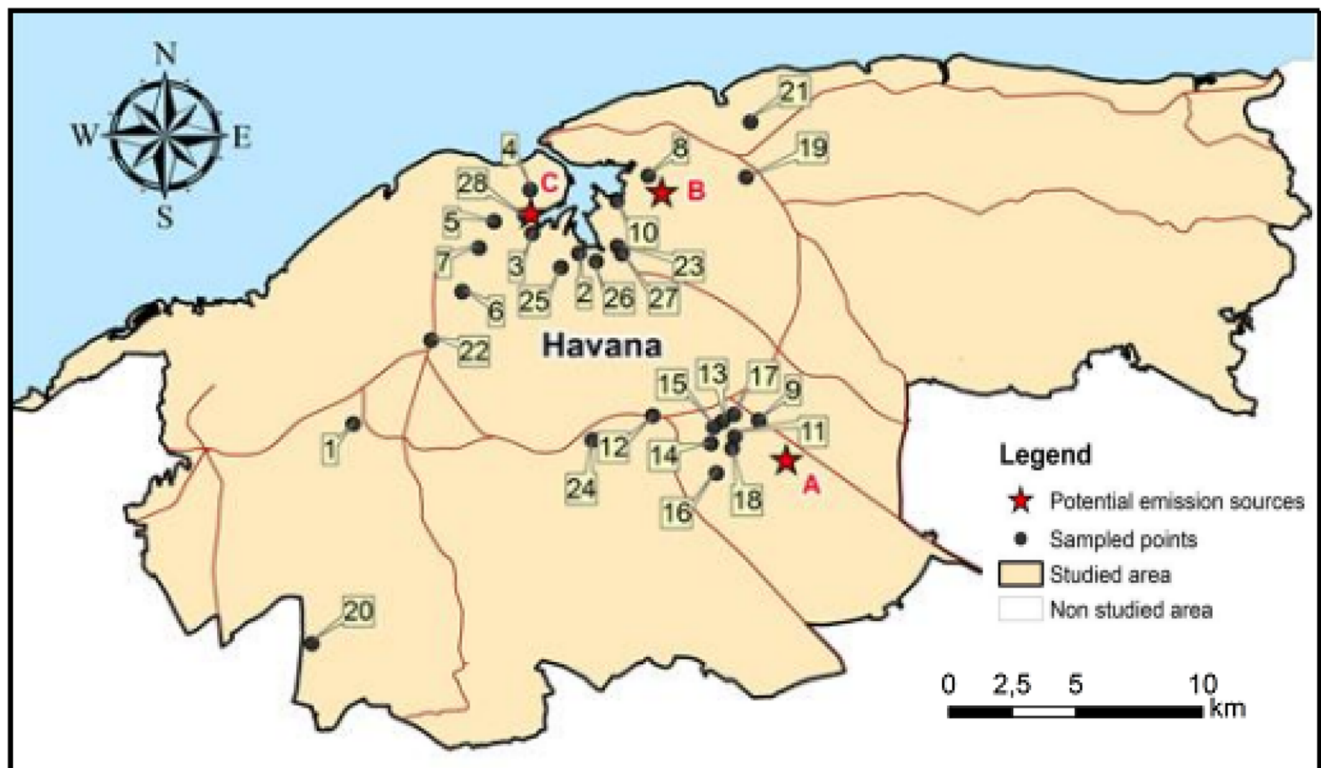 N
W E
S
21
4
8
19
C
28
B
5
10
7
3
23
25
2
26
27
6
Havana
22
13
17
15
9
1
12
11
14
24
A
16
18
20
Legend
Potential emission sources
Sampled points
Studied area
Non studied area
0 2,5 5 10
km